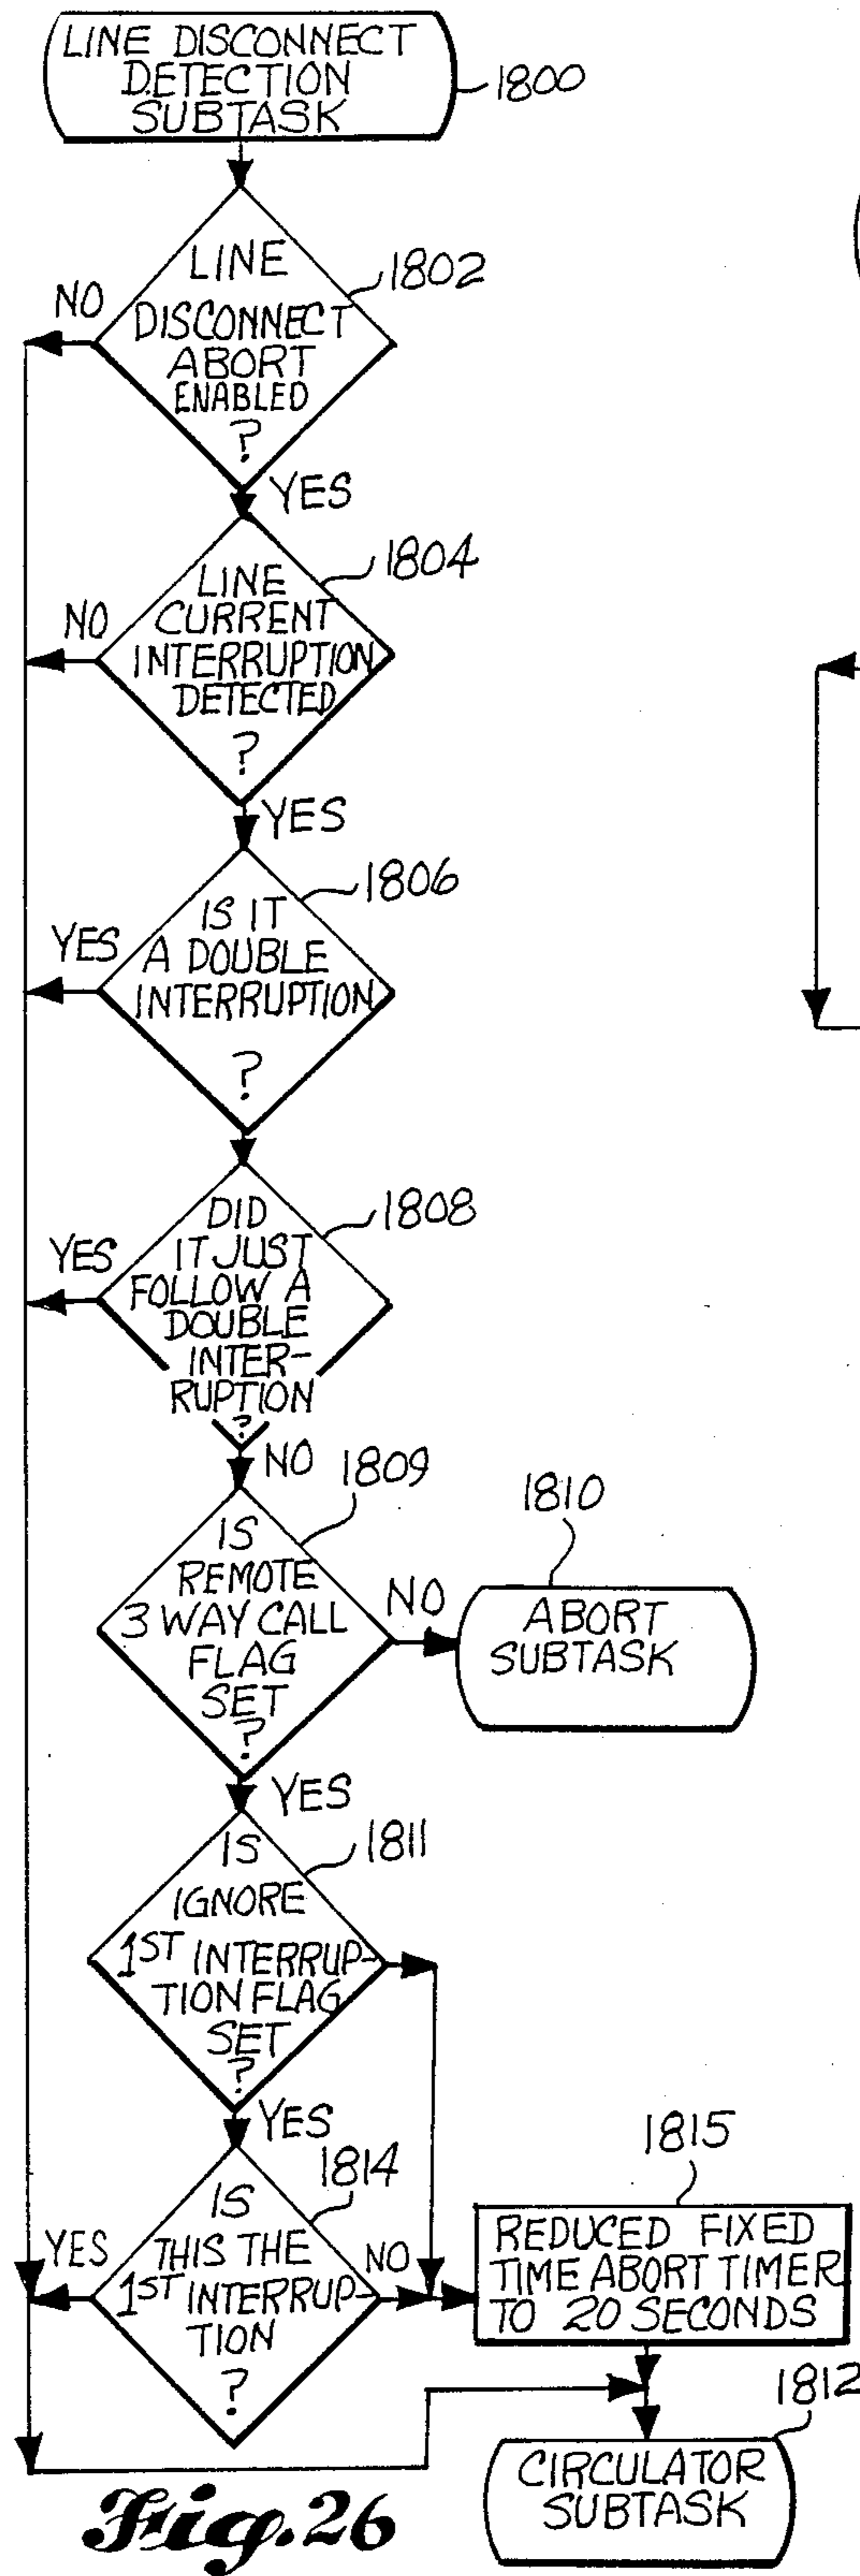 LINE DISCONNECT
DETECTION
SUBTASK
1800
LINE
DISCONNECT
ABORT
ENABLED
?
1802
NO
YES
LINE
CURRENT
INTERRUPTION
DETECTED
?
1804
NO
YES
IS IT
A DOUBLE
INTERRUPTION
?
1806
YES
DID
IT JUST
FOLLOW A
DOUBLE
INTER-
RUPTION
?
1808
YES
NO
IS
REMOTE
3 WAY CALL
FLAG
SET
?
1809
NO
1810
ABORT
SUBTASK
YES
IS
IGNORE
1ST INTERRUP-
TION FLAG
SET
?
1811
YES
IS
THIS THE
1ST INTERRUP-
TION
?
1814
YES
NO
1815
REDUCED FIXED
TIME ABORT TIMER
TO 20 SECONDS
1812
CIRCULATOR
SUBTASK
Fig. 26